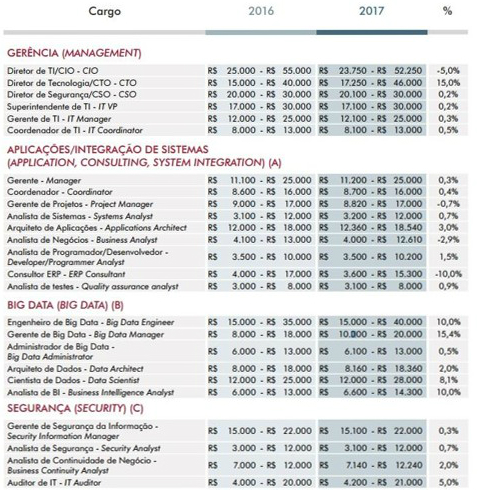 Cargo 2016 2017 %
GERÊNCIA (MANAGEMENT)
Diretor de TI/CIO - CIO R$ 25.000 - R$ 55.000 R$ 23.750 - R$ 52.250 -5,0%
Diretor de Tecnologia/CTO - CTO R$ 15.000 - R$ 40.000 R$ 17.250 - R$ 46.000 15,0%
Diretor de Segurança/CSO - CSO R$ 20.000 - R$ 30.000 R$ 20.100 - R$ 30.000 0,2%
Superintendente de TI - IT VP R$ 17.000 - R$ 30.000 R$ 17.100 - R$ 30.000 0,2%
Gerente de TI - IT Manager R$ 12.000 - R$ 25.000 R$ 12.100 - R$ 25.000 0,3%
Coordenador de TI - IT Coordinator R$ 8.000 - R$ 13.000 R$ 8.100 - R$ 13.000 0,5%
APLICAÇÕES/INTEGRAÇÃO DE SISTEMAS
(APPLICATION, CONSULTING, SYSTEM INTEGRATION) (A)
Gerente - Manager R$ 11.100 - R$ 25.000 R$ 11.200 - R$ 25.000 0,3%
Coordenador - Coordinator R$ 8.600 - R$ 16.000 R$ 8.700 - R$ 16.000 0,4%
Gerente de Projetos - Project Manager R$ 9.000 - R$ 17.000 R$ 8.820 - R$ 17.000 -0,7%
Analista de Sistemas - Systems Analyst R$ 3.100 - R$ 12.000 R$ 3.200 - R$ 12.000 0,7%
Arquiteto de Aplicações - Applications Architect R$ 12.000 - R$ 18.000 R$ 12.360 - R$ 18.540 3,0%
Analista de Negócios - Business Analyst R$ 4.100 - R$ 13.000 R$ 4.000 - R$ 12.610 -2,9%
Analista de Programador/Desenvolvedor -
Developer/Programmer Analyst R$ 3.500 - R$ 10.000 R$ 3.500 - R$ 10.200 1,5%
Consultor ERP - ERP Consultant R$ 4.000 - R$ 17.000 R$ 3.600 - R$ 15.300 -10,0%
Analista de testes - Quality assurance analyst R$ 3.000 - R$ 8.000 R$ 3.100 - R$ 8.000 0,9%
BIG DATA (BIG DATA) (B)
Engenheiro de Big Data - Big Data Engineer R$ 15.000 - R$ 35.000 R$ 15.000 - R$ 40.000 10,0%
Gerente de Big Data - Big Data Manager R$ 8.000 - R$ 18.000 R$ - R$ 20.000 15,4%
Administrador de Big Data -
Big Data Administrator R$ 6.000 - R$ 13.000 R$ 6.100 - R$ 13.000 0,5%
Arquiteto de Dados - Data Architect R$ 8.000 - R$ 18.000 R$ 8.160 - R$ 18.360 2,0%
Cientista de Dados - Data Scientist R$ 12.000 - R$ 25.000 R$ 12.000 - R$ 28.000 8,1%
Analista de BI - Business Intelligence Analyst R$ 6.000 - R$ 13.000 R$ 6.600 - R$ 14.300 10,0%
SEGURANÇA (SECURITY) (C)
Gerente de Segurança da Informação -
Security Information Manager R$ 15.000 - R$ 22.000 R$ 15.100 - R$ 22.000 0,3%
Analista de Segurança - Security Analyst R$ 3.000 - R$ 12.000 R$ 3.100 - R$ 12.000 0,7%
Analista de Continuidade de Negócio -
Business Continuity Analyst R$ 7.000 - R$ 12.000 R$ 7.140 - R$ 12.240 2,0%
Auditor de IT - IT Auditor R$ 4.000 - R$ 20.000 R$ 4.200 - R$ 21.000 5,0%